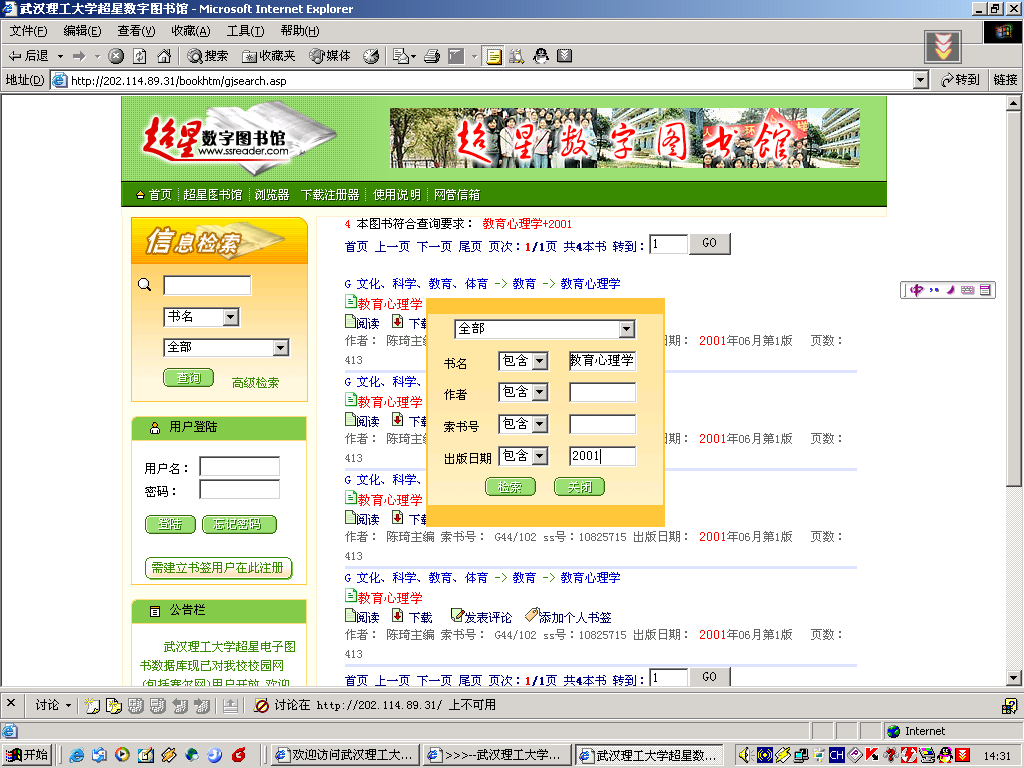 武汉理工大学超星数字图书馆 - Microsoft Internet Explorer
文件(F) 编辑(E) 查看(V) 收藏(A) 工具(T) 帮助(H)
后退 搜索 收藏夹 媒体
地址(D) http://202.114.89.31/bookhtm/gjsearch.asp 转到 链接
超星数字图书馆
www.ssreader.com
超星数字图书馆
首页 超星图书馆 浏览器 下载注册器 使用说明 网管信箱
信息检索
书名
全部
查询 高级检索
用户登陆
用户名：
密码：
登陆 忘记密码
需建立书签用户在此注册
公告栏
武汉理工大学超星电子图
书数据库现已对我校校园网
(包括赛尔网)用户开放,欢迎
4 本图书符合查询要求： 教育心理学+2001
首页 上一页 下一页 尾页 页次：1/1页 共4本书 转到： 1 GO
G 文化、科学、教育、体育 -> 教育 -> 教育心理学
教育心理学
阅读 下载
作者： 陈琦主编 日期： 2001年06月第1版 页数：
413
G 文化、科学、
教育心理学
阅读 下载
作者： 陈琦主编 日期： 2001年06月第1版 页数：
413
G 文化、科学、
教育心理学
阅读 下载
作者： 陈琦主编 索书号： G44/102 ss号：10825715 出版日期： 2001年06月第1版 页数：
413
G 文化、科学、教育、体育 -> 教育 -> 教育心理学
教育心理学
阅读 下载 发表评论 添加个人书签
作者： 陈琦主编 索书号： G44/102 ss号：10825715 出版日期： 2001年06月第1版 页数：
413
首页 上一页 下一页 尾页 页次：1/1页 共4本书 转到： 1 GO
全部
书名 包含 教育心理学
作者 包含
索书号 包含
出版日期 包含 2001
检索 关闭
中
讨论 讨论在 http://202.114.89.31/ 上不可用
Internet
开始 欢迎访问武汉理工大... >>>--武汉理工大学... 武汉理工大学超星数... CH 14:31